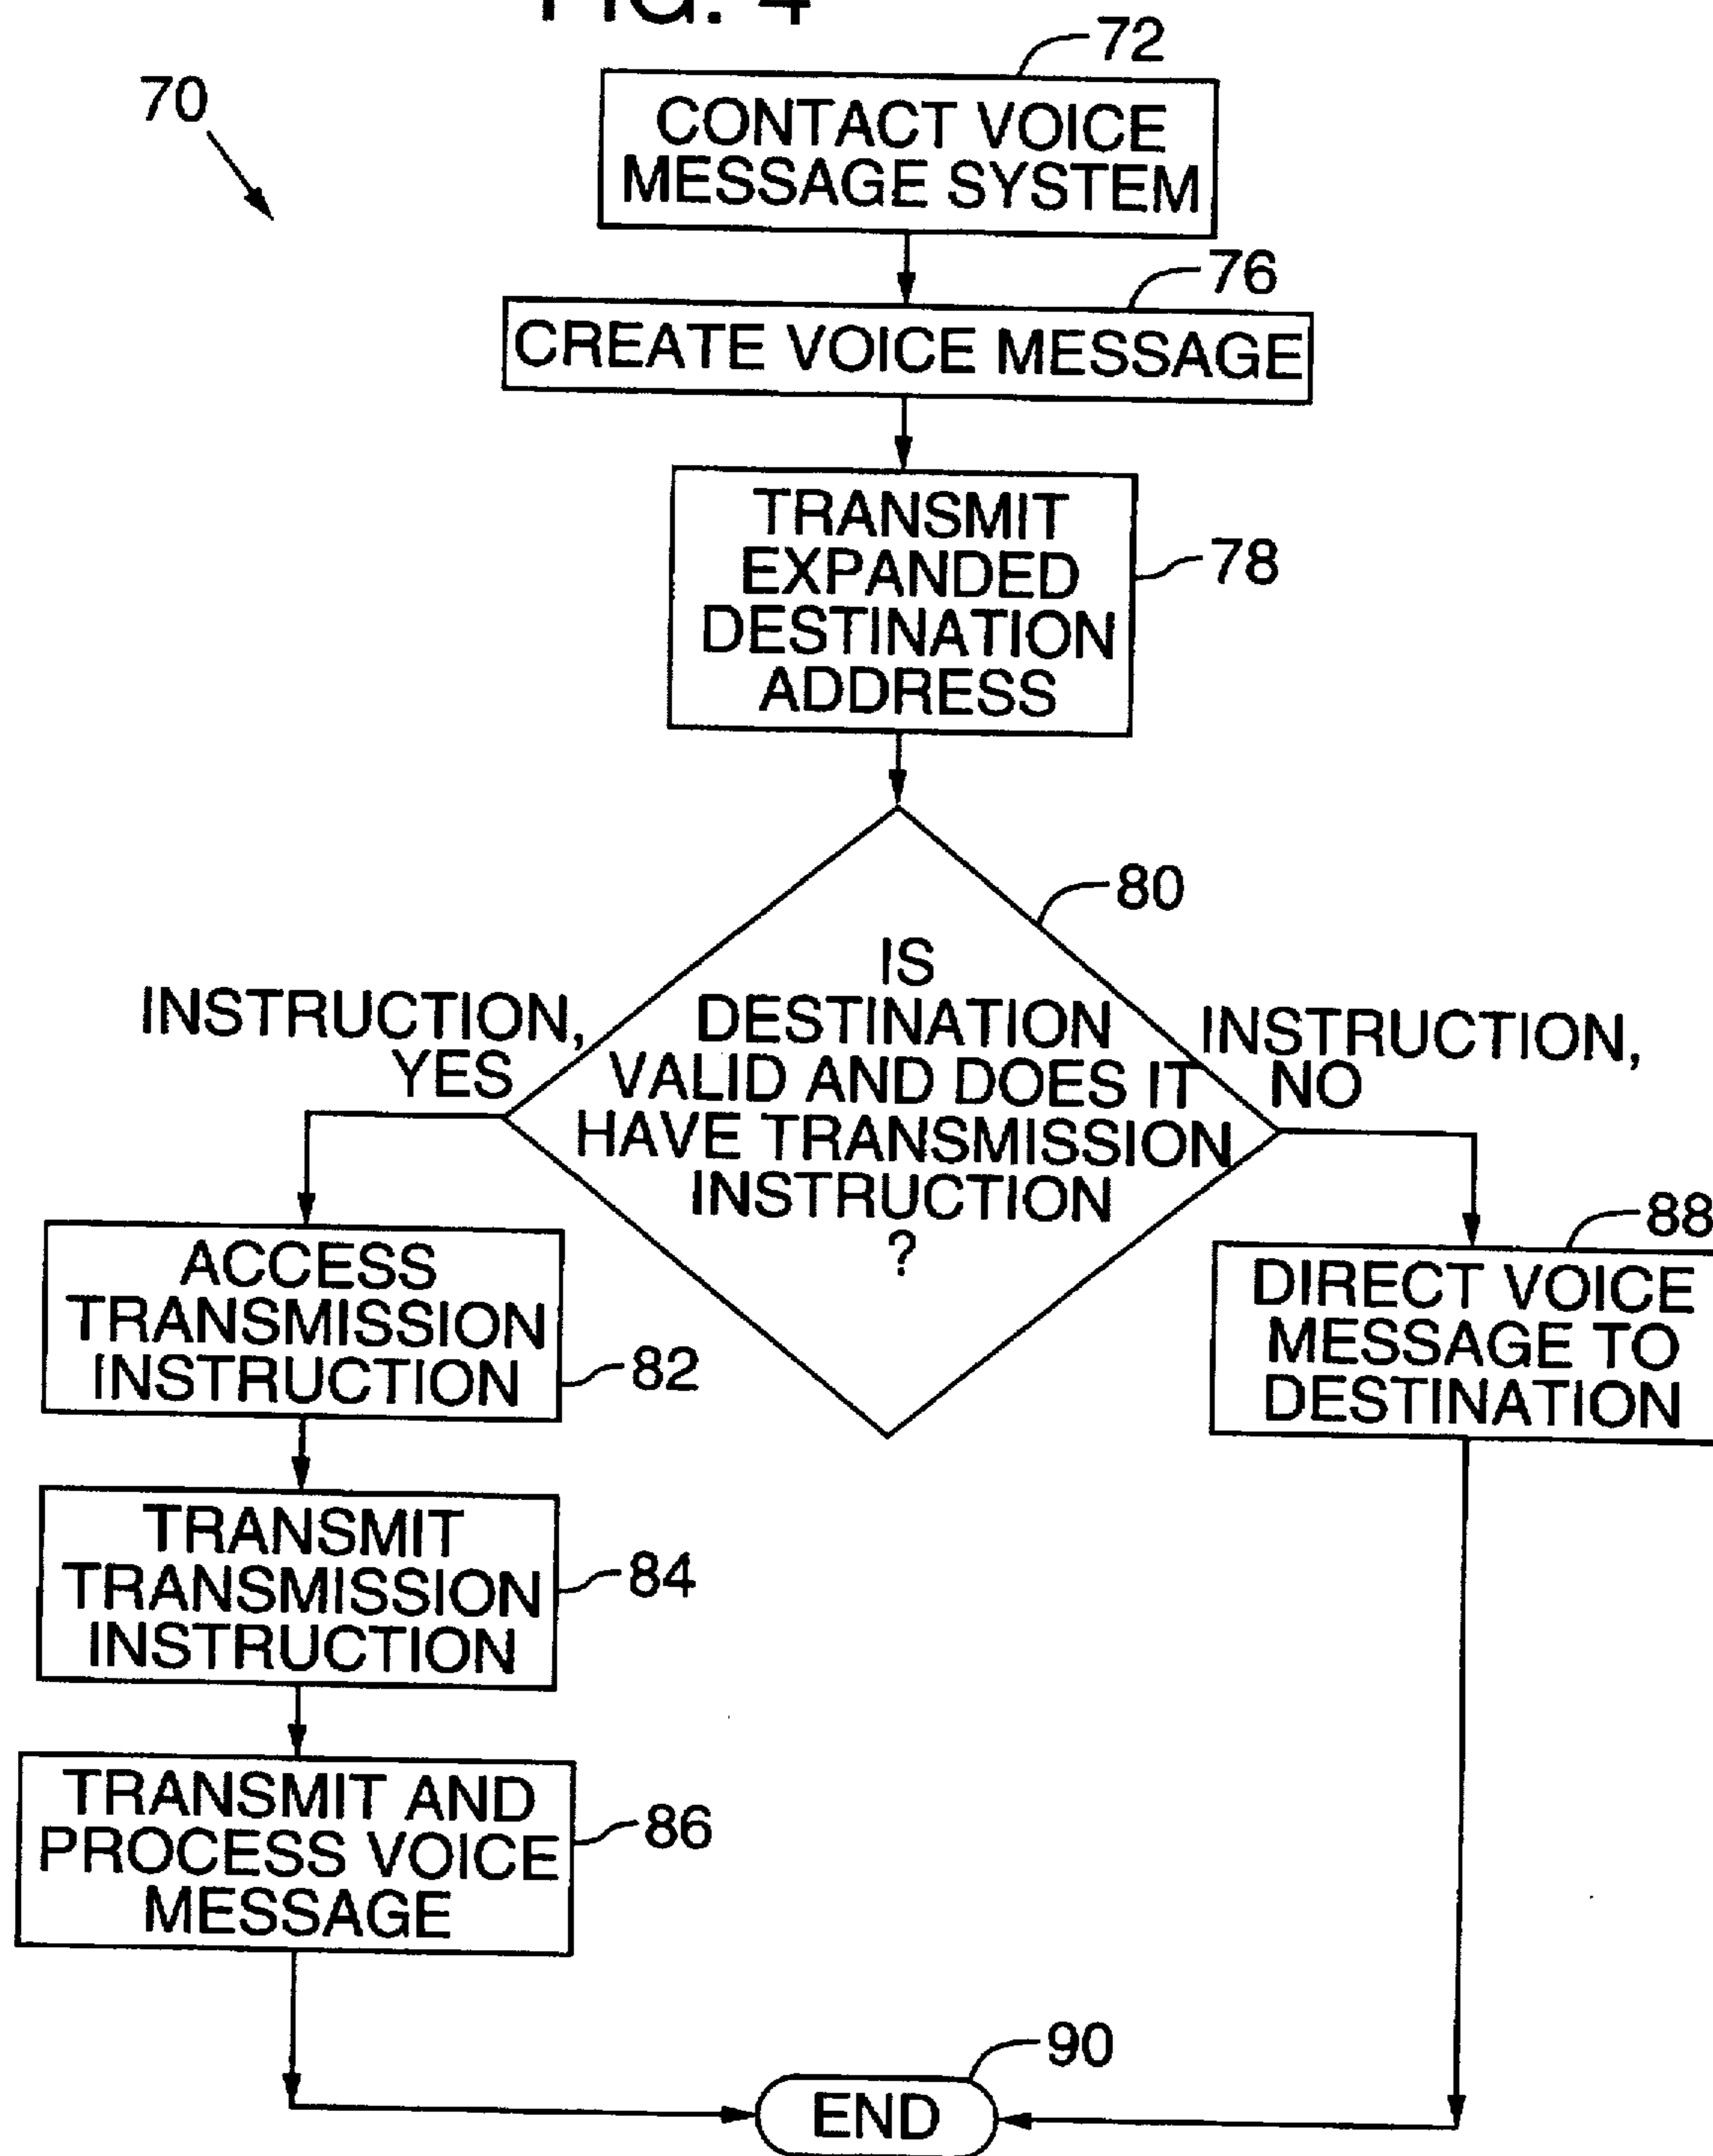 FIG. 4
70
72
CONTACT VOICE
MESSAGE SYSTEM
76
CREATE VOICE MESSAGE
TRANSMIT
EXPANDED
DESTINATION
ADDRESS
78
80
IS
DESTINATION
VALID AND DOES IT
HAVE TRANSMISSION
INSTRUCTION
?
INSTRUCTION,
YES
INSTRUCTION,
NO
ACCESS
TRANSMISSION
INSTRUCTION
82
88
DIRECT VOICE
MESSAGE TO
DESTINATION
TRANSMIT
TRANSMISSION
INSTRUCTION
84
TRANSMIT AND
PROCESS VOICE
MESSAGE
86
90
END